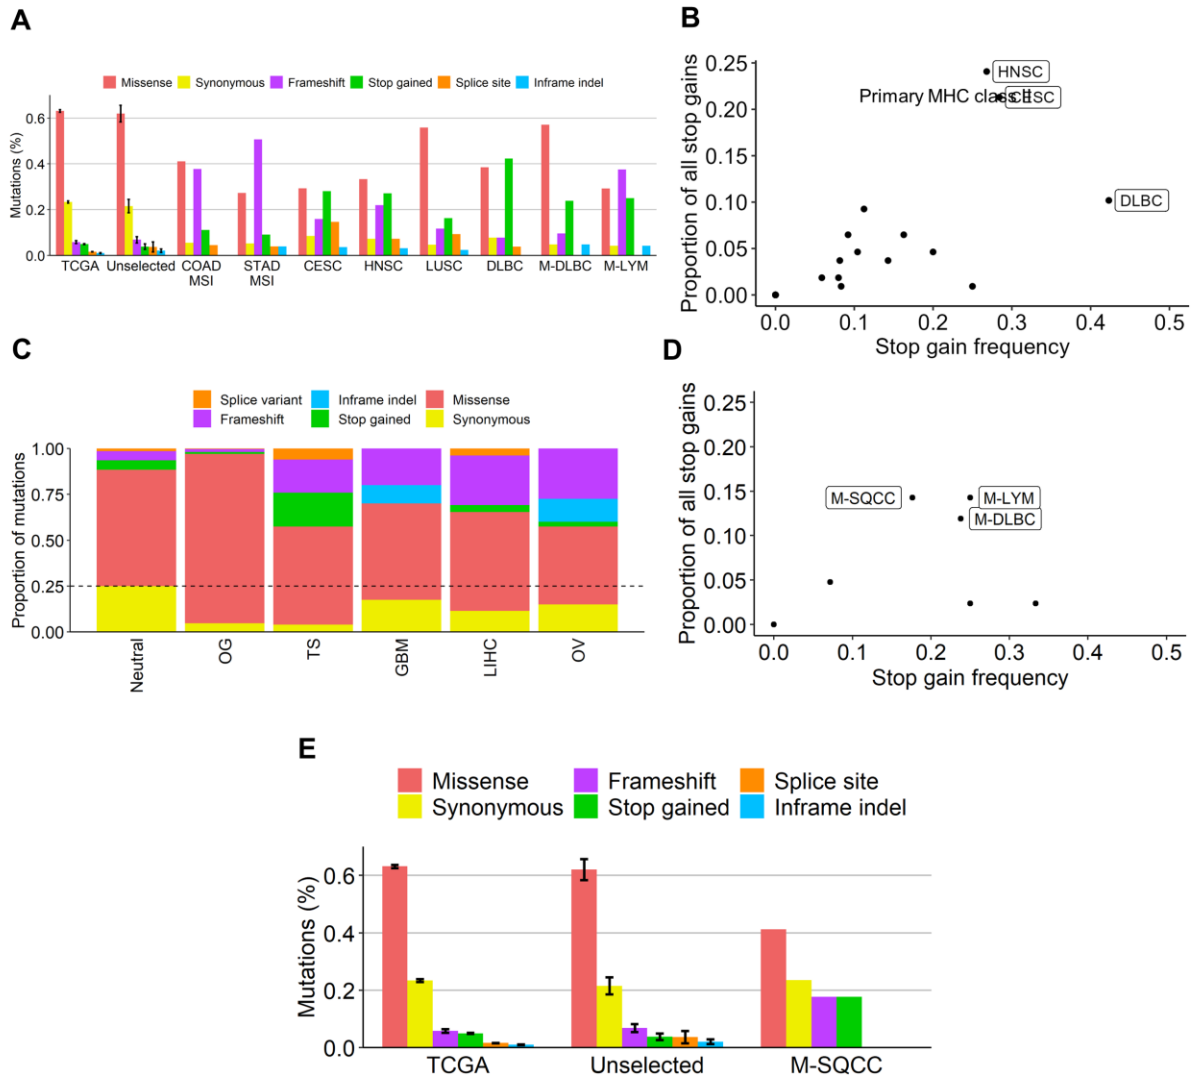 A
Missense Synonymous Frameshift Stop gained Splice site Inframe indel
Mutations (%)
0.6
0.4
0.2
0.0
TCGA Unselected COAD MSI STAD MSI CESC HNSC LUSC DLBC M-DLBC M-LYM
B
Proportion of all stop gains
0.25
0.20
0.15
0.10
0.05
0.00
HNSC
Primary MHC class II
CESC
DLBC
0.0 0.1 0.2 0.3 0.4 0.5
Stop gain frequency
C
Splice variant Inframe indel Missense
Frameshift Stop gained Synonymous
Proportion of mutations
1.00
0.75
0.50
0.25
0.00
Neutral OG TS GBM LIHC OV
D
Proportion of all stop gains
0.25
0.20
0.15
0.10
0.05
0.00
M-SQCC M-LYM
M-DLBC
0.0 0.1 0.2 0.3 0.4 0.5
Stop gain frequency
E
Missense Frameshift Splice site
Synonymous Stop gained Inframe indel
Mutations (%)
0.6
0.4
0.2
0.0
TCGA Unselected M-SQCC